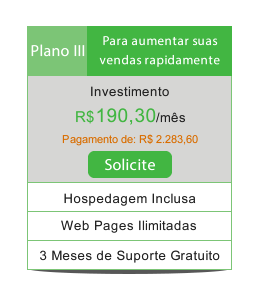 Plano III
Para aumentar suas
vendas rapidamente
Investimento
R$190,30/mês
Pagamento de: R$ 2.283,60
Solicite
Hospedagem Inclusa
Web Pages Ilimitadas
3 Meses de Suporte Gratuito